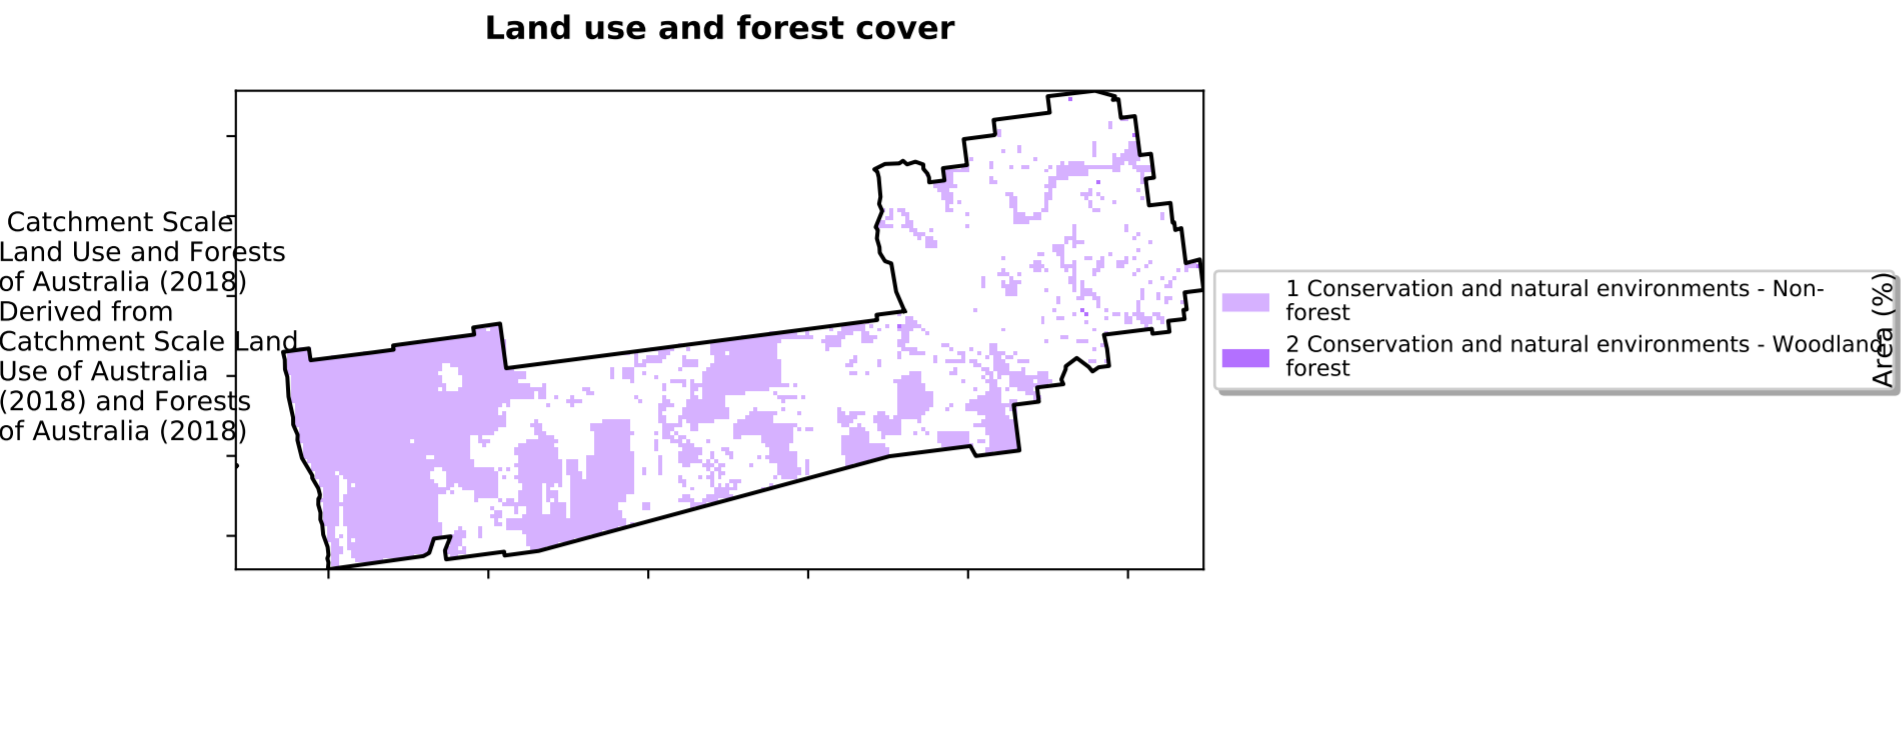 Land use and forest cover
Catchment Scale
Land Use and Forests
of Australia (2018)
Derived from
Catchment Scale Land
Use of Australia
(2018) and Forests
of Australia (2018)
1 Conservation and natural environments - Non-
forest
2 Conservation and natural environments - Woodland
forest
Area (%)